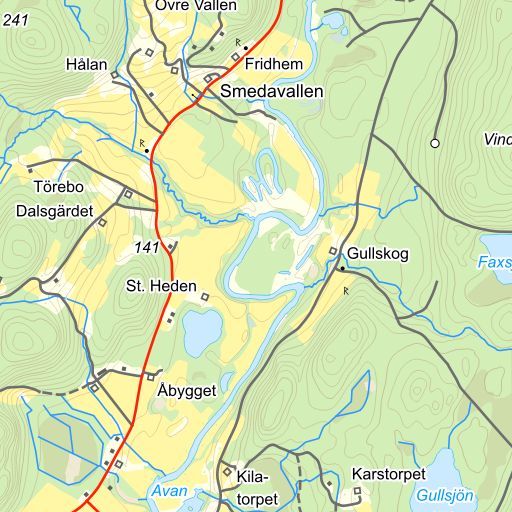 Övre Vallen
241
R
Hålan
Fridhem
Smedavallen
R
Vind
Törebo
Dalsgärdet
141
Gullskog
Faxs
St. Heden
R
Åbygget
Kila-
torpet
Karstorpet
Avan
Gullsjön